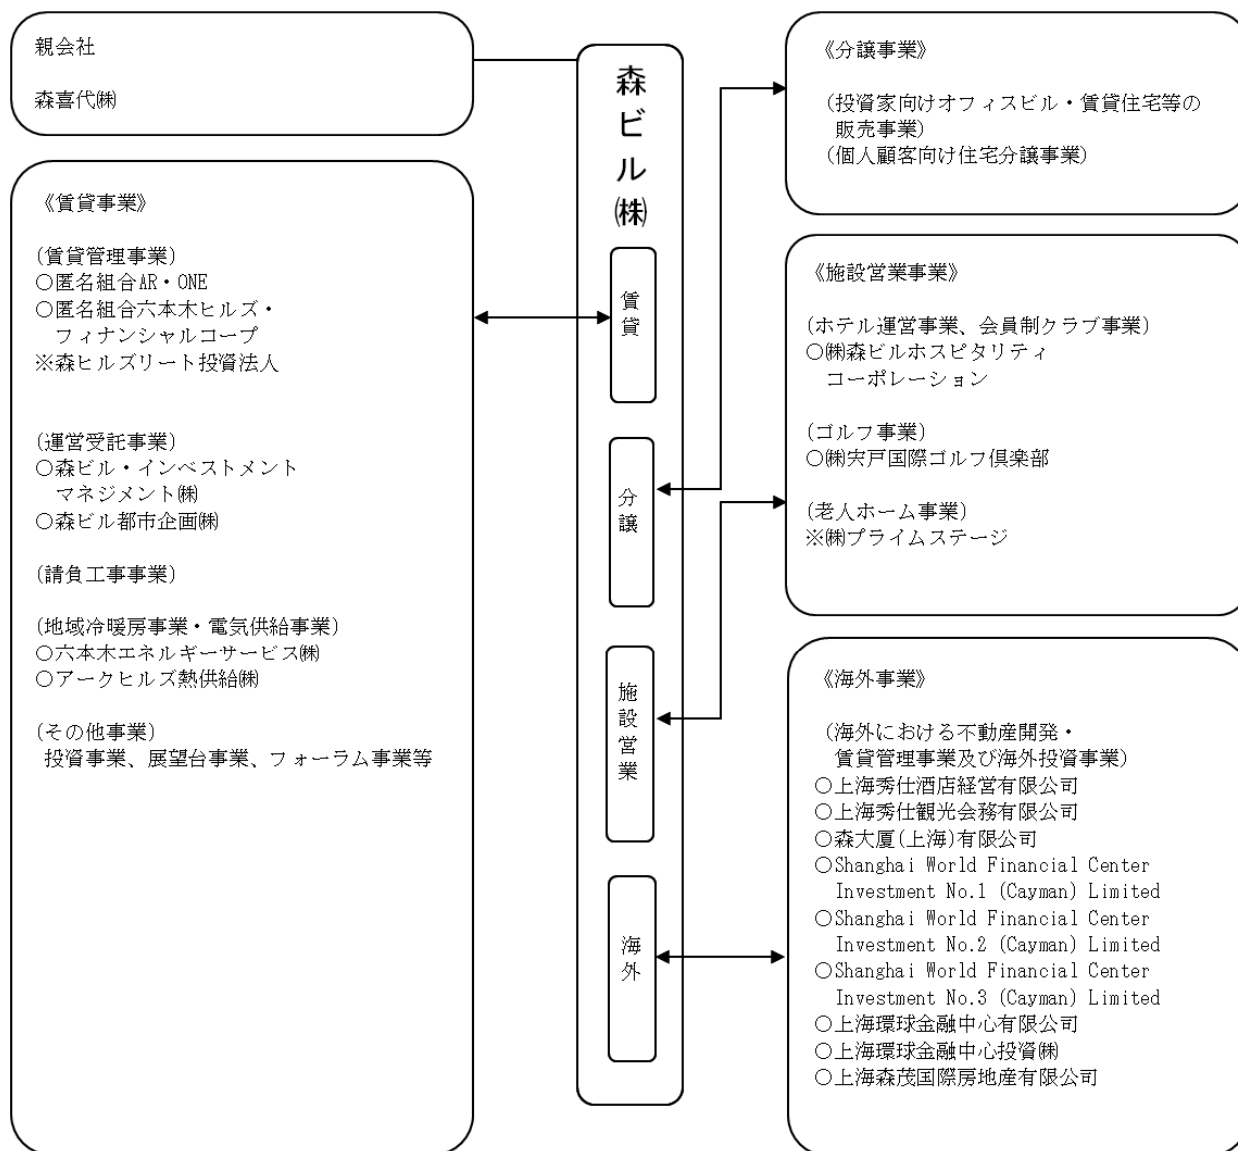 親会社
森喜代㈱
《賃貸事業》
(賃貸管理事業)
○匿名組合AR・ONE
○匿名組合六本木ヒルズ・
フィナンシャルコープ
※森ヒルズリート投資法人
(運営受託事業)
○森ビル・インベストメント
マネジメント㈱
○森ビル都市企画㈱
(請負工事事業)
(地域冷暖房事業・電気供給事業)
○六本木エネルギーサービス㈱
○アークヒルズ熱供給㈱
(その他事業)
投資事業、展望台事業、フォーラム事業等
森ビル㈱
賃貸
分譲
施設営業
海外
《分譲事業》
(投資家向けオフィスビル・賃貸住宅等の
販売事業)
(個人顧客向け住宅分譲事業)
《施設営業事業》
(ホテル運営事業、会員制クラブ事業)
○㈱森ビルホスピタリティ
コーポレーション
(ゴルフ事業)
○㈱宍戸国際ゴルフ倶楽部
(老人ホーム事業)
※㈱プライムステージ
《海外事業》
(海外における不動産開発・
賃貸管理事業及び海外投資事業)
○上海秀仕酒店経営有限公司
○上海秀仕観光会務有限公司
○森大厦(上海)有限公司
○Shanghai World Financial Center
Investment No.1 (Cayman) Limited
○Shanghai World Financial Center
Investment No.2 (Cayman) Limited
○Shanghai World Financial Center
Investment No.3 (Cayman) Limited
○上海環球金融中心有限公司
○上海環球金融中心投資㈱
○上海森茂国際房地産有限公司